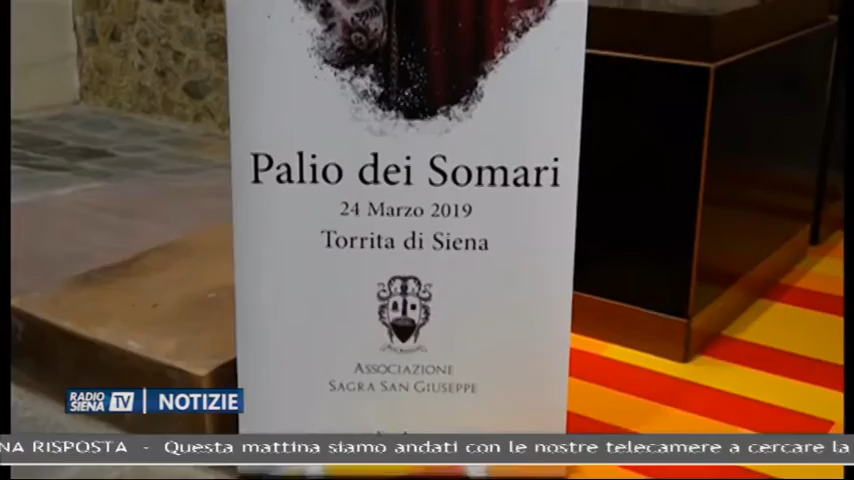 Palio dei Somari
24 Marzo 2019
Torrita di Siena
ASSOCIAZIONE
SAGRA SAN GIUSEPPE
RADIO
SIENA TV | NOTIZIE
NA RISPOSTA - Questa mattina siamo andati con le nostre telecamere a cercare la